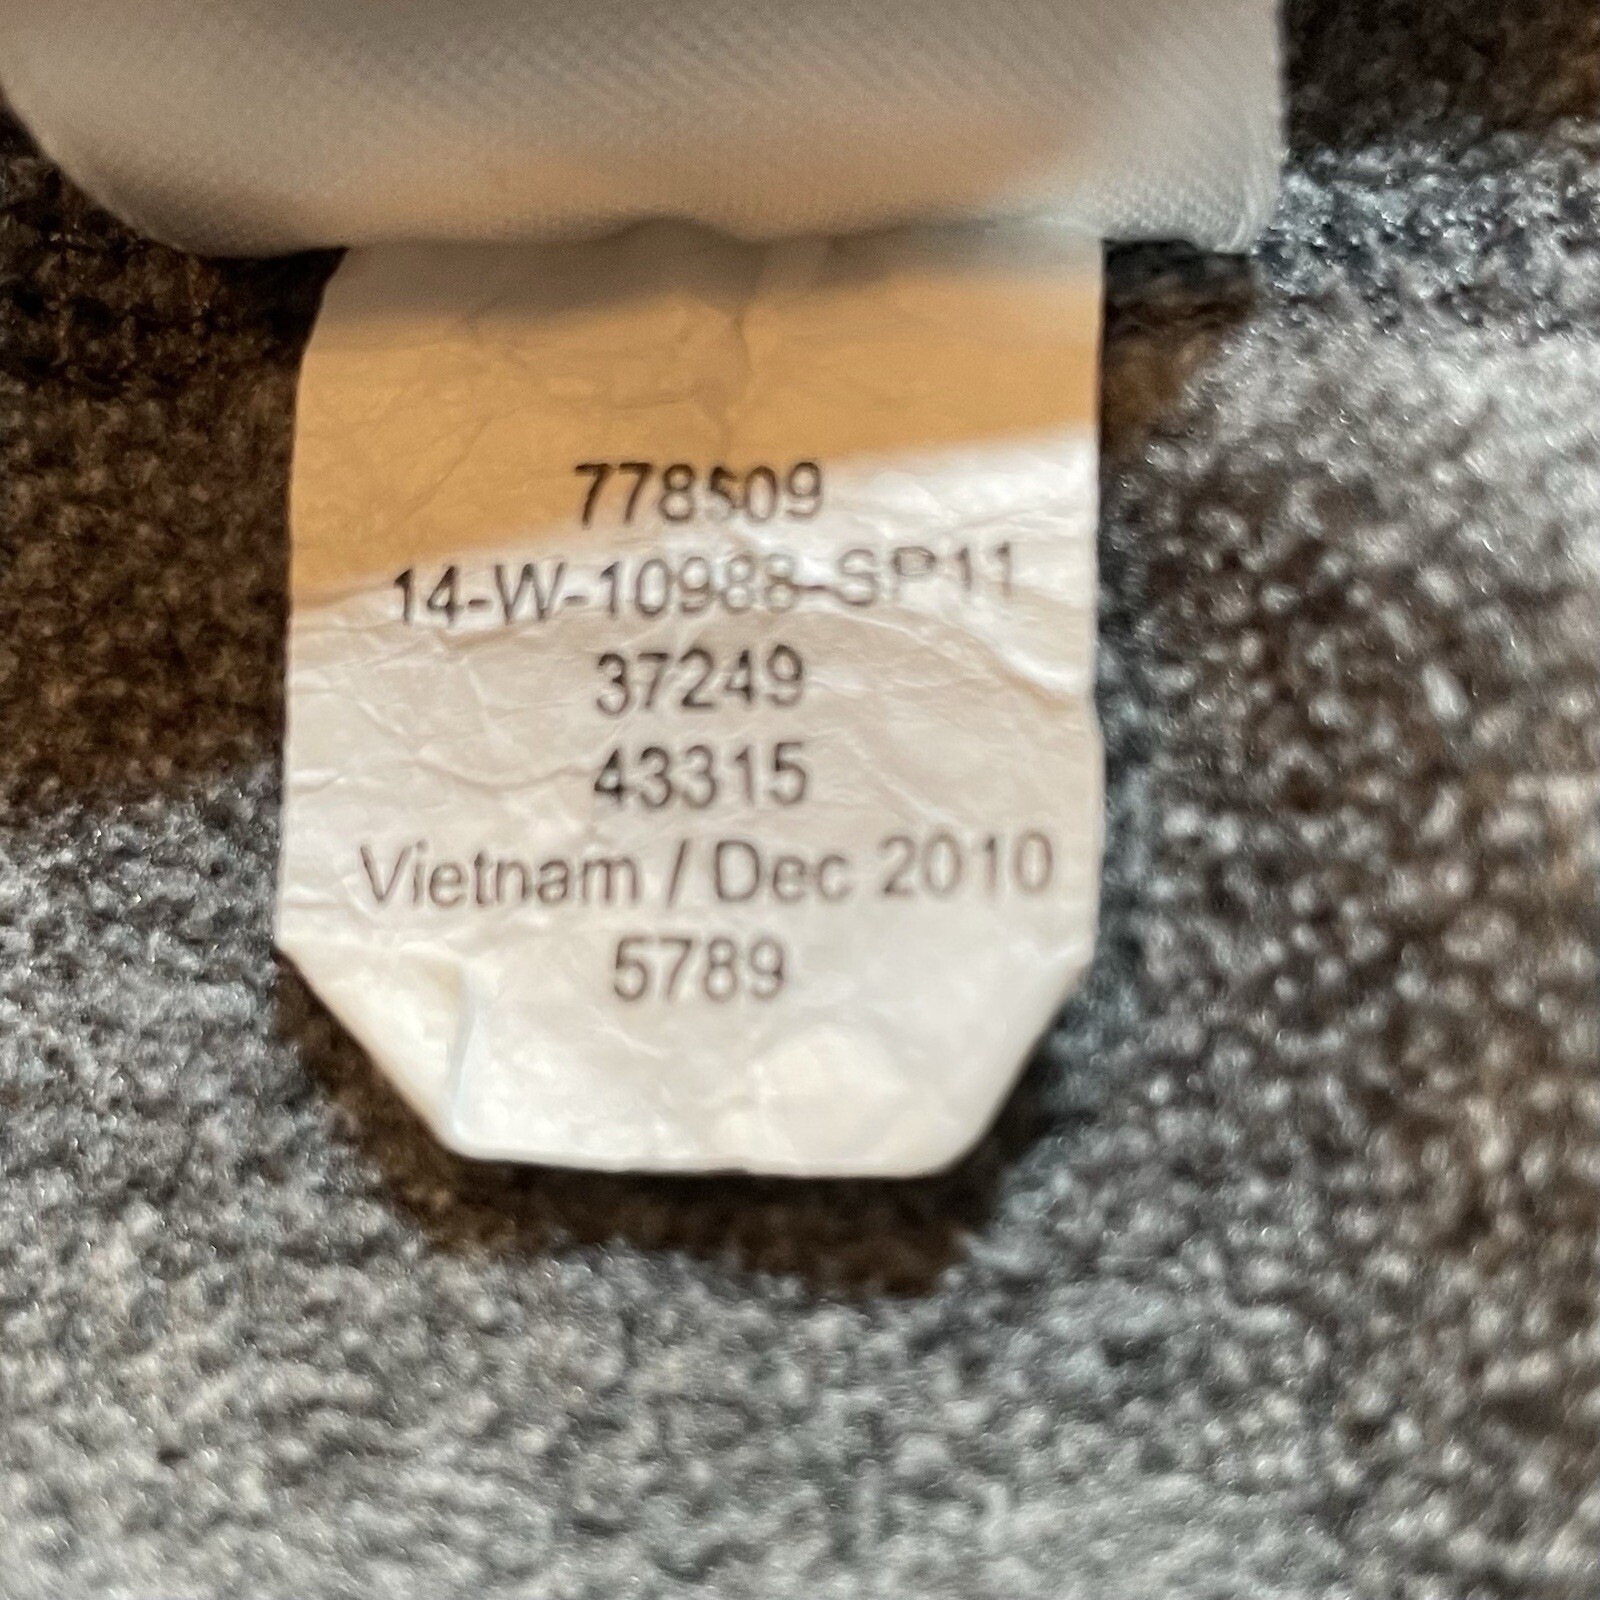 778509
14-W-10988-SP11
37249
43315
Vietnam / Dec 2010
5789